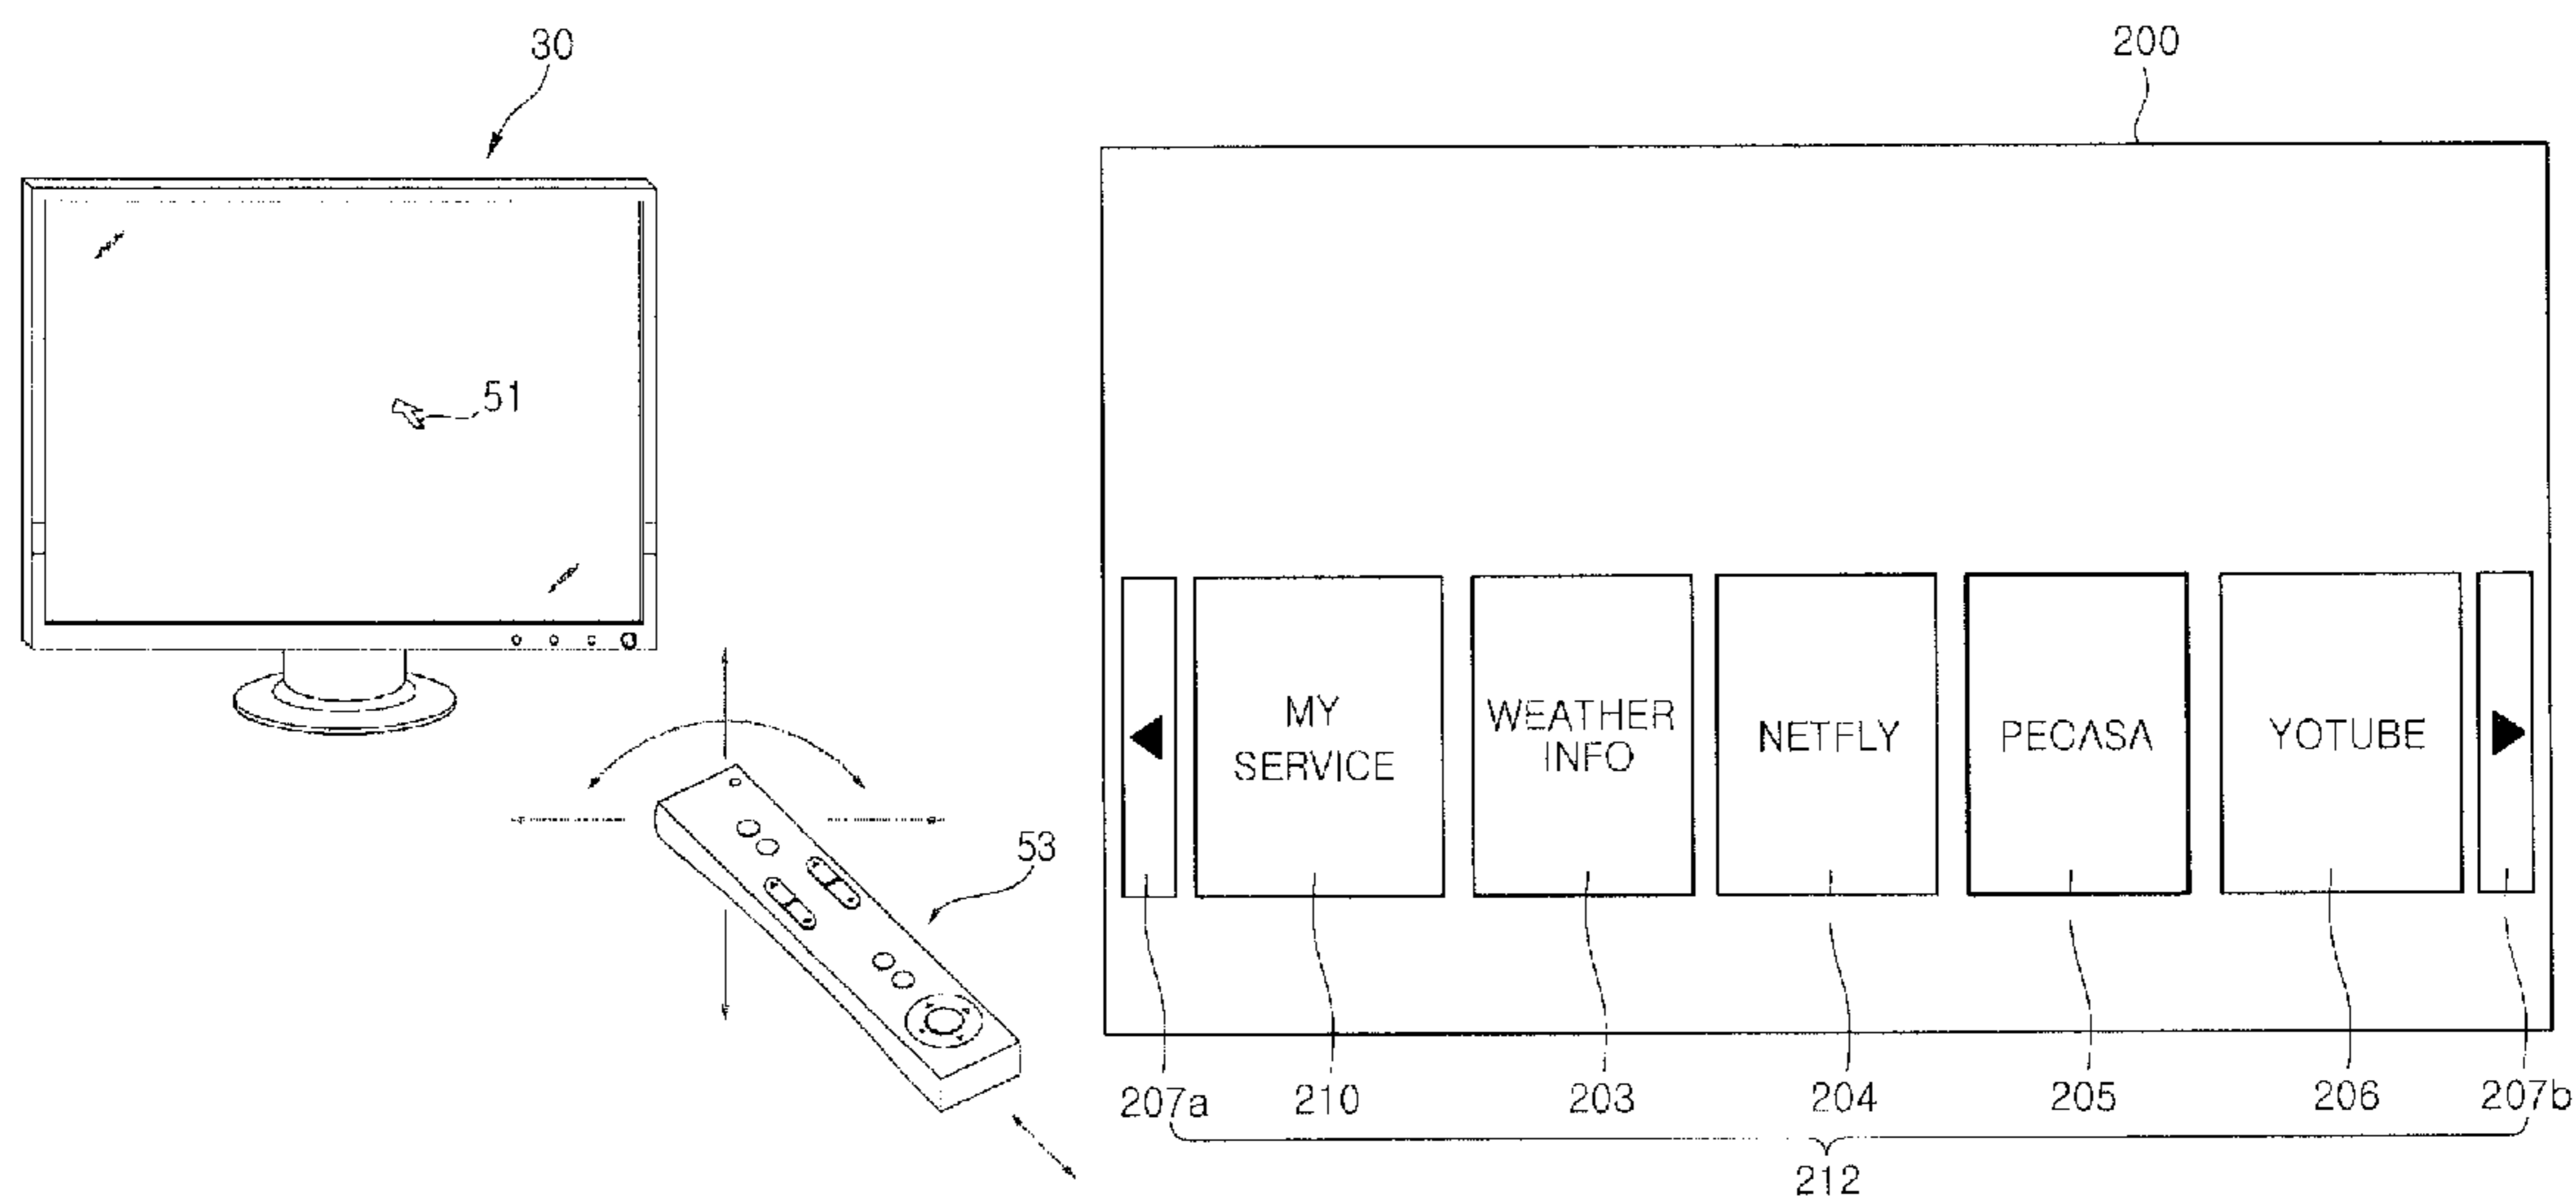 30
200
51
MY
SERVICE
WEATHER
INFO
NETFLY
PECASA
YOTUBE
53
207a
210
203
204
205
206
207b
212